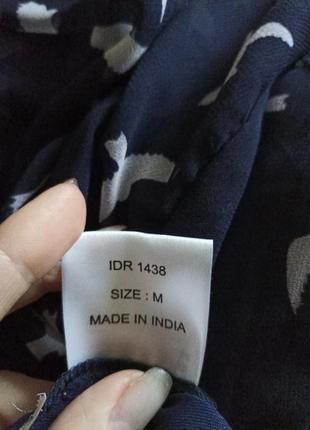 IDR 1438
SIZE : M
MADE IN INDIA